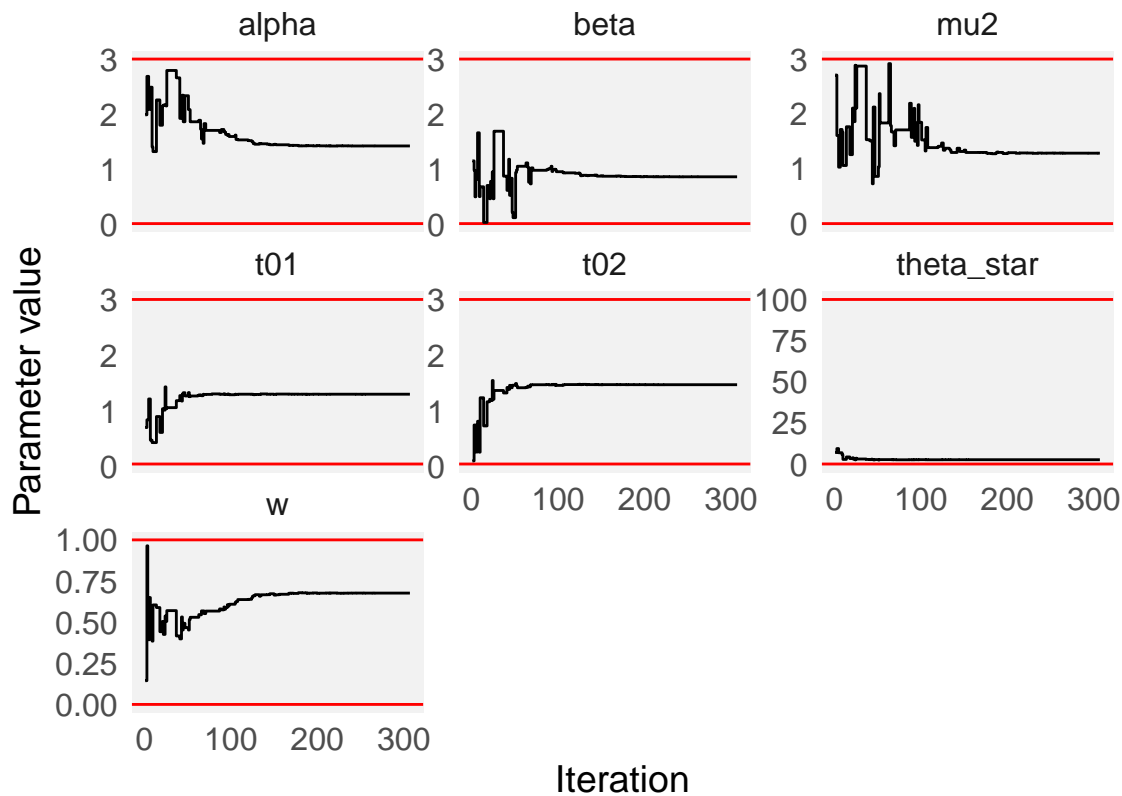 alpha beta mu2
3 3 3
2 2 2
1 1 1
0 0 0
t01 t02 theta_star
3 3 100
2 2 75
50
1 1 25
0 0 0
0 100 200 300 0 100 200 300
w
1.00
0.75
0.50
0.25
0.00
0 100 200 300
Parameter value
Iteration